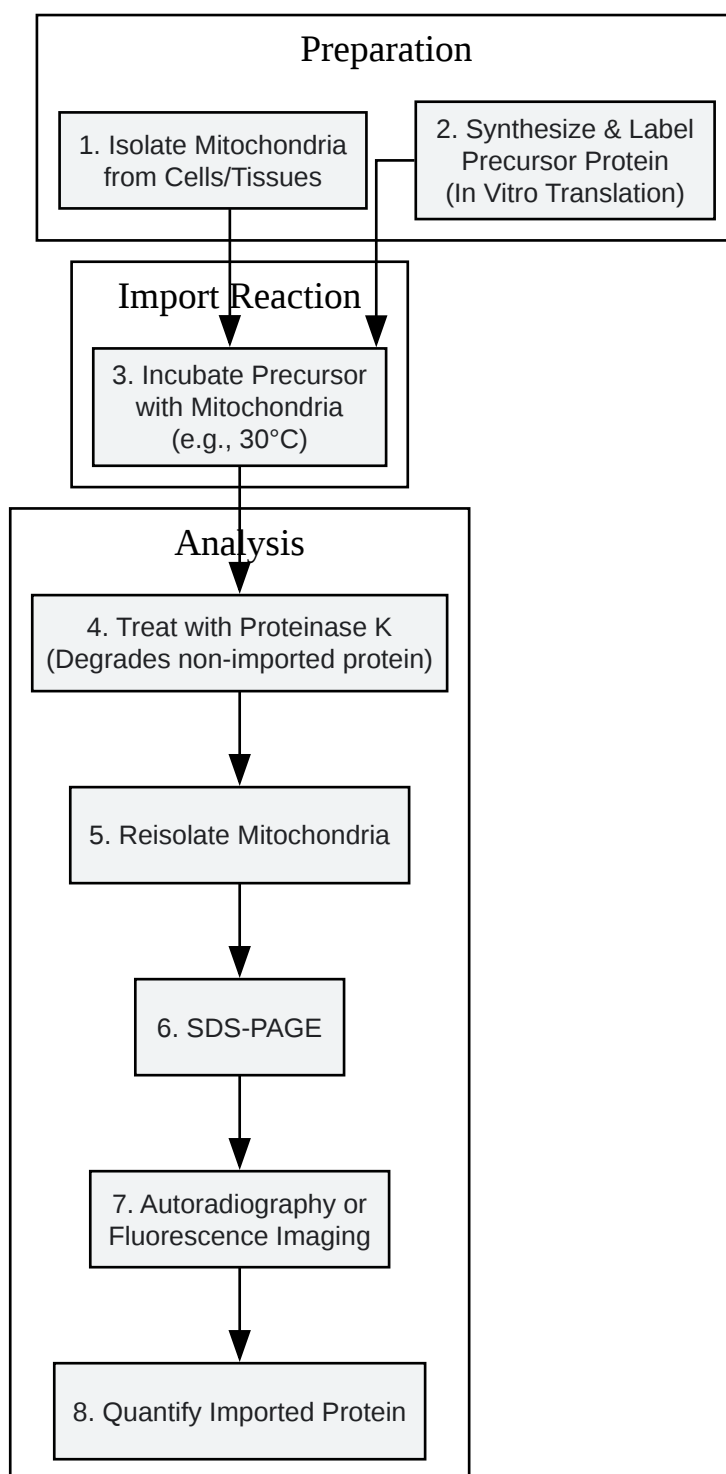 Preparation
1. Isolate Mitochondria
from Cells/Tissues
2. Synthesize & Label
Precursor Protein
(In Vitro Translation)
Import Reaction
3. Incubate Precursor
with Mitochondria
(e.g., 30°C)
Analysis
4. Treat with Proteinase K
(Degrades non-imported protein)
5. Reisolate Mitochondria
6. SDS-PAGE
7. Autoradiography or
Fluorescence Imaging
8. Quantify Imported Protein